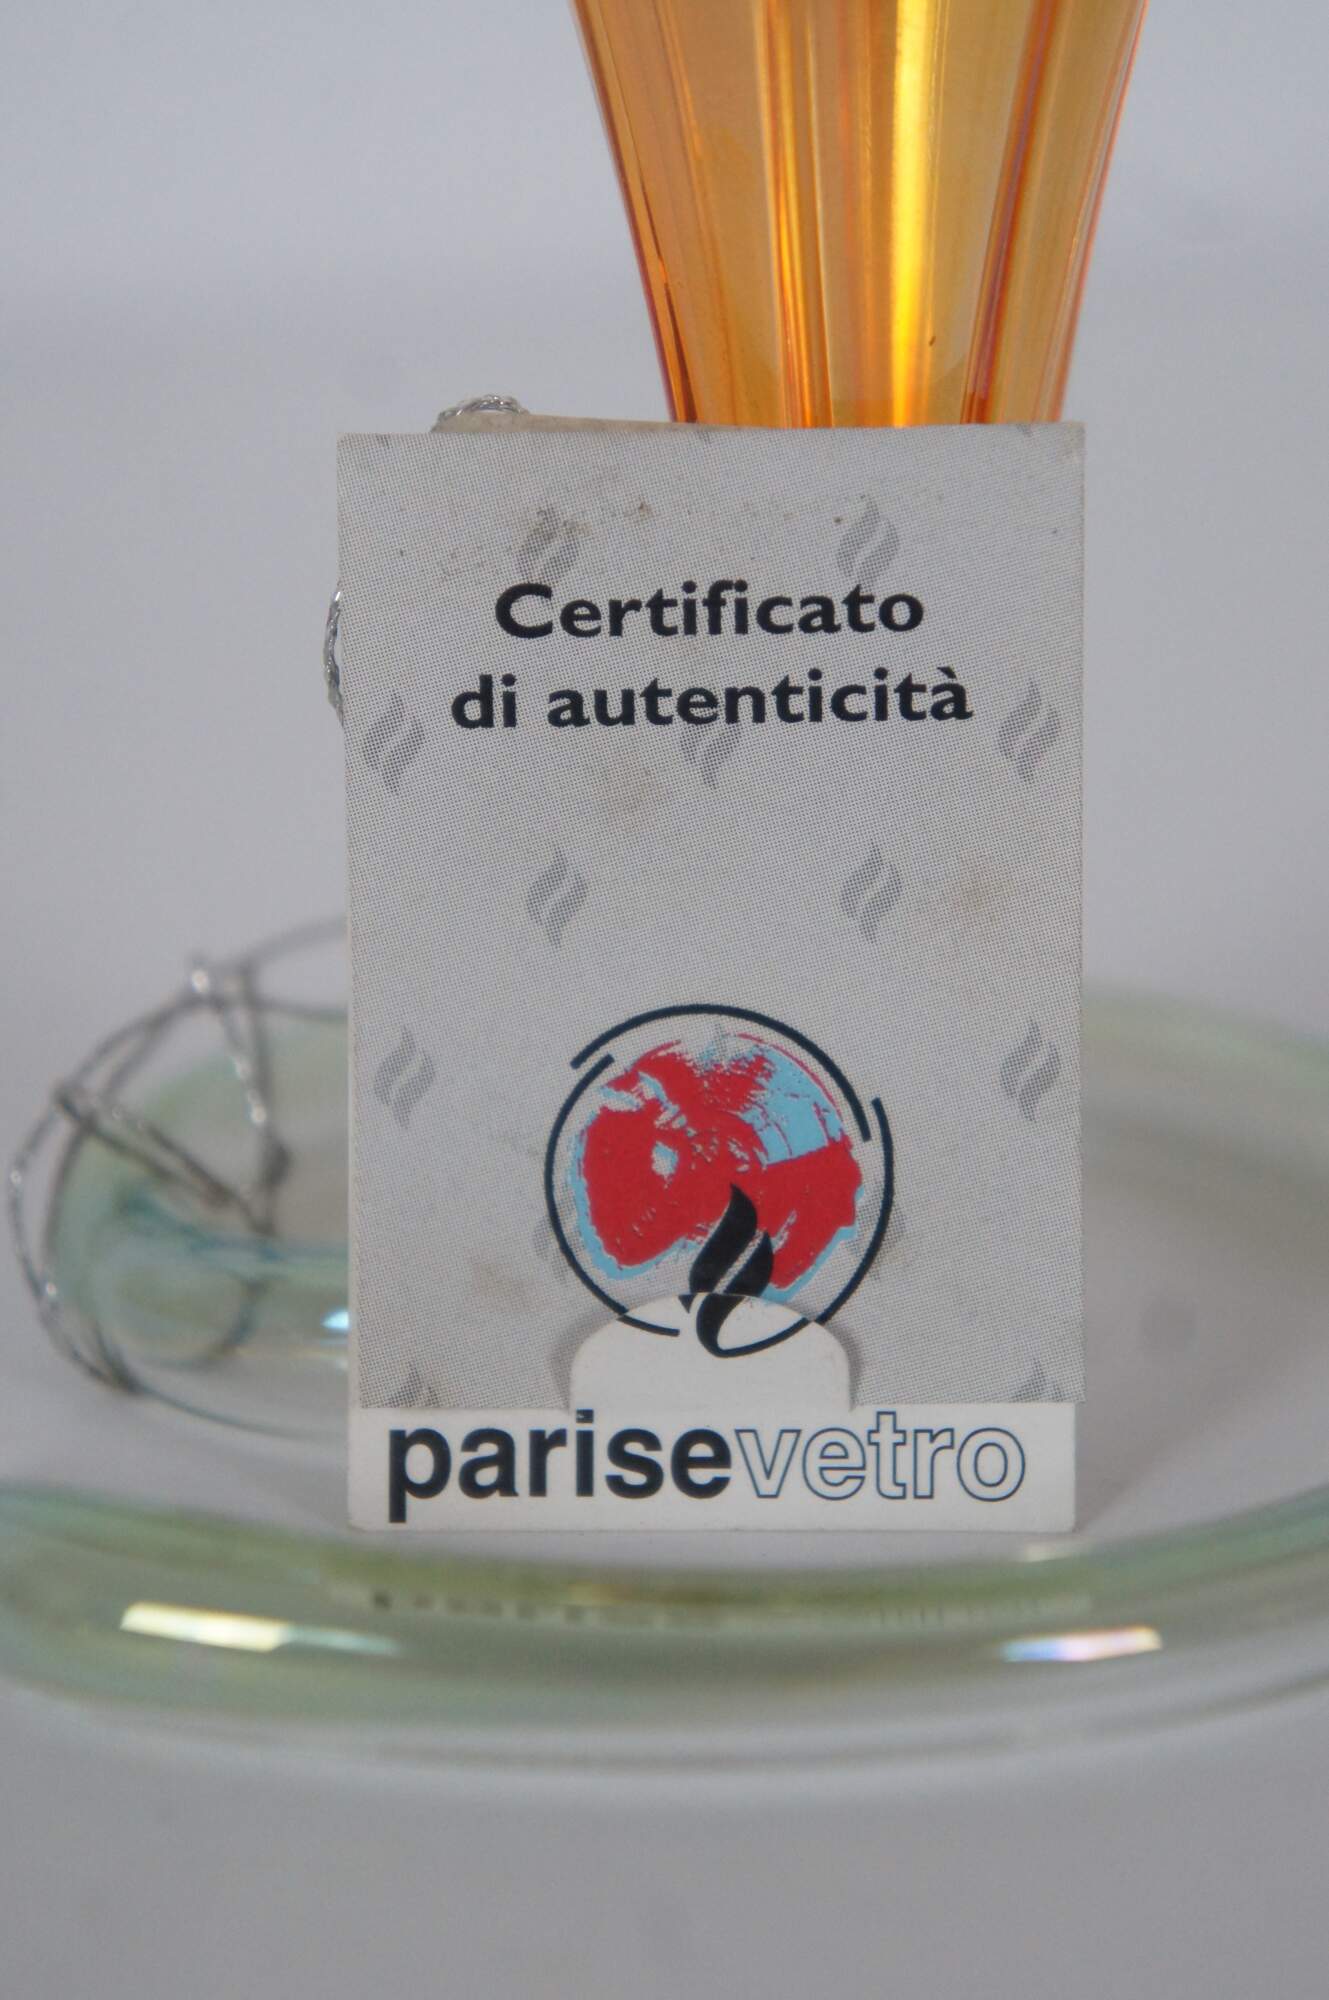 Certificato
di autenticità
parisevetro